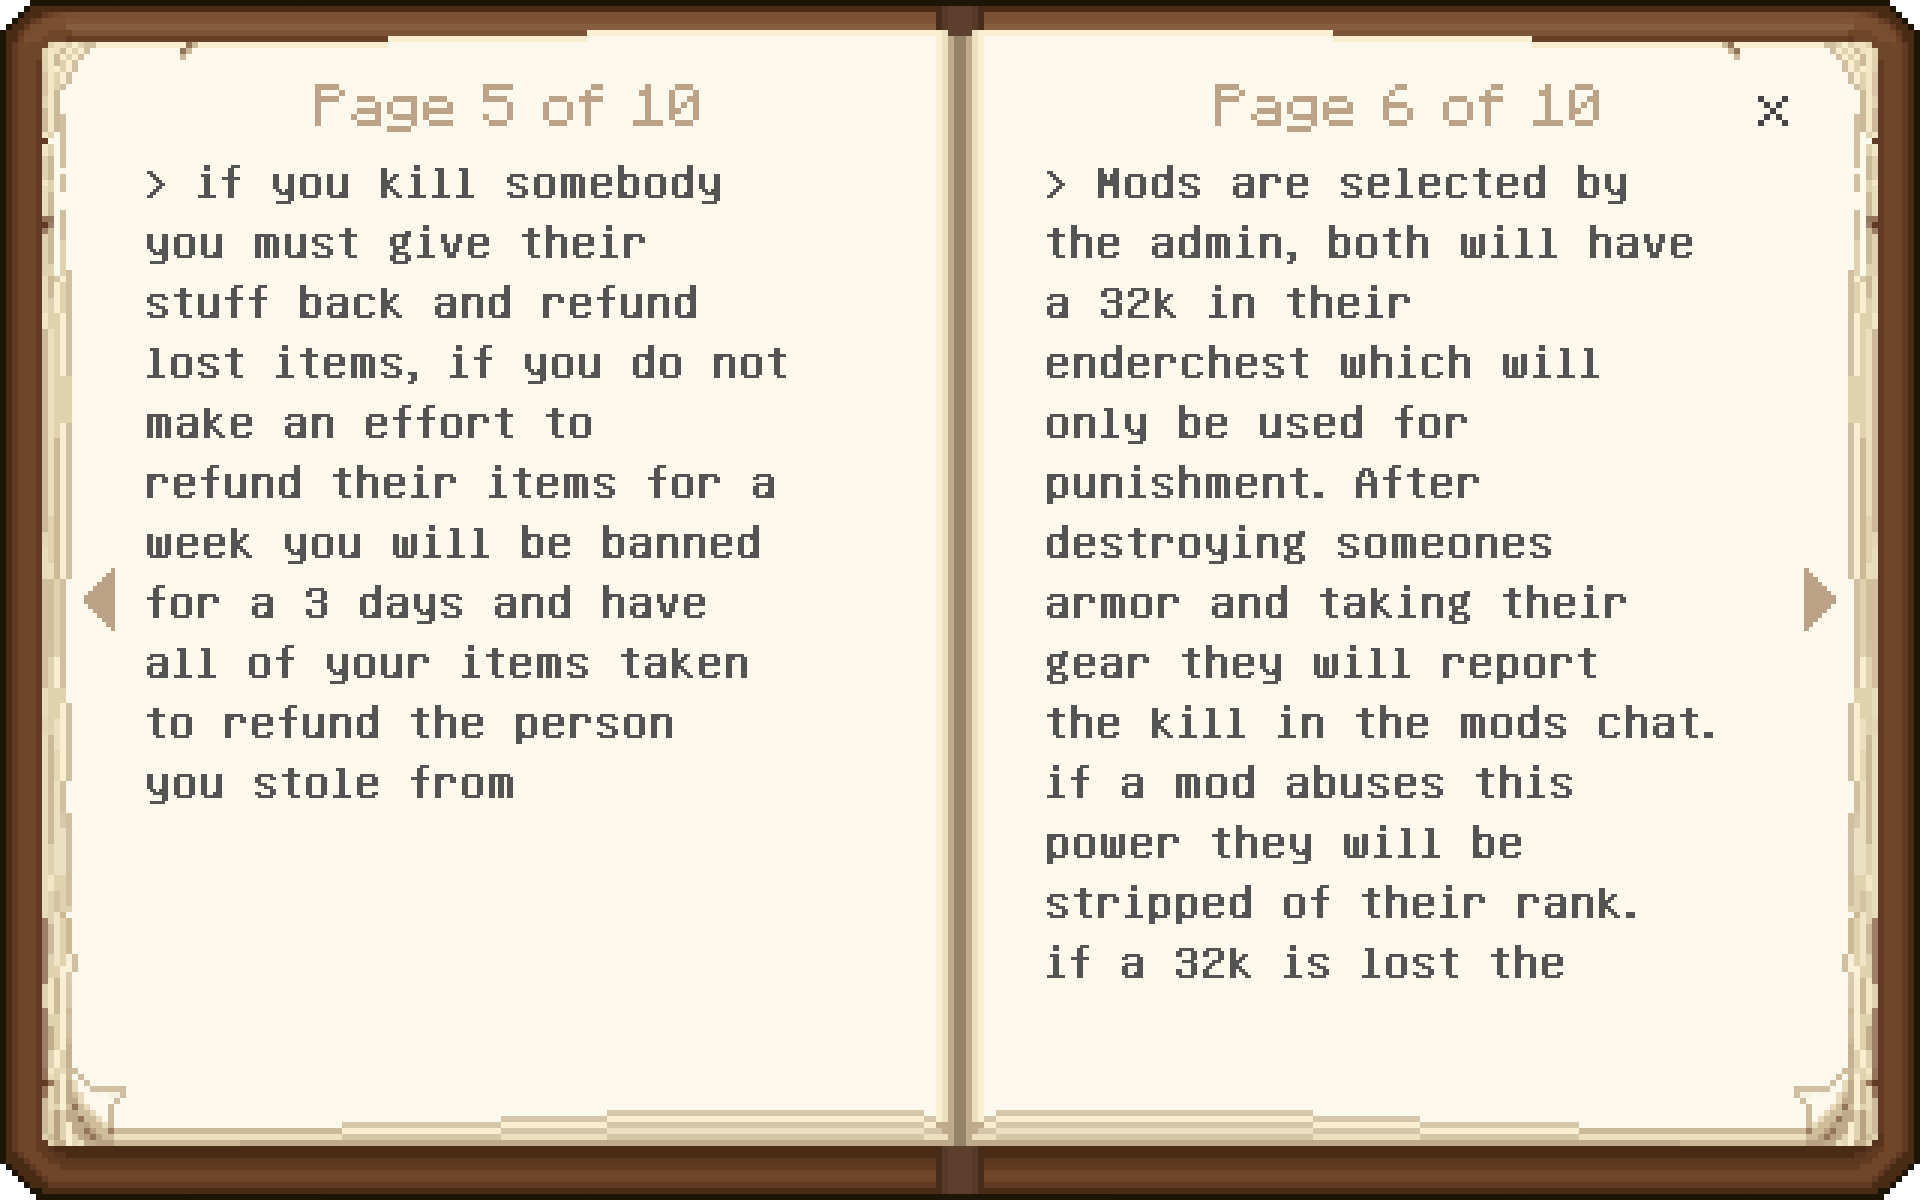 Page 5 of 10
> if you kill somebody
you must give their
stuff back and refund
lost items, if you do not
make an effort to
refund their items for a
week you will be banned
for a 3 days and have
all of your items taken
to refund the person
you stole from
Page 6 of 10
> Mods are selected by
the admin, both will have
a 32k in their
enderchest which will
only be used for
punishment. After
destroying someones
armor and taking their
gear they will report
the kill in the mods chat.
if a mod abuses this
power they will be
stripped of their rank.
if a 32k is lost the